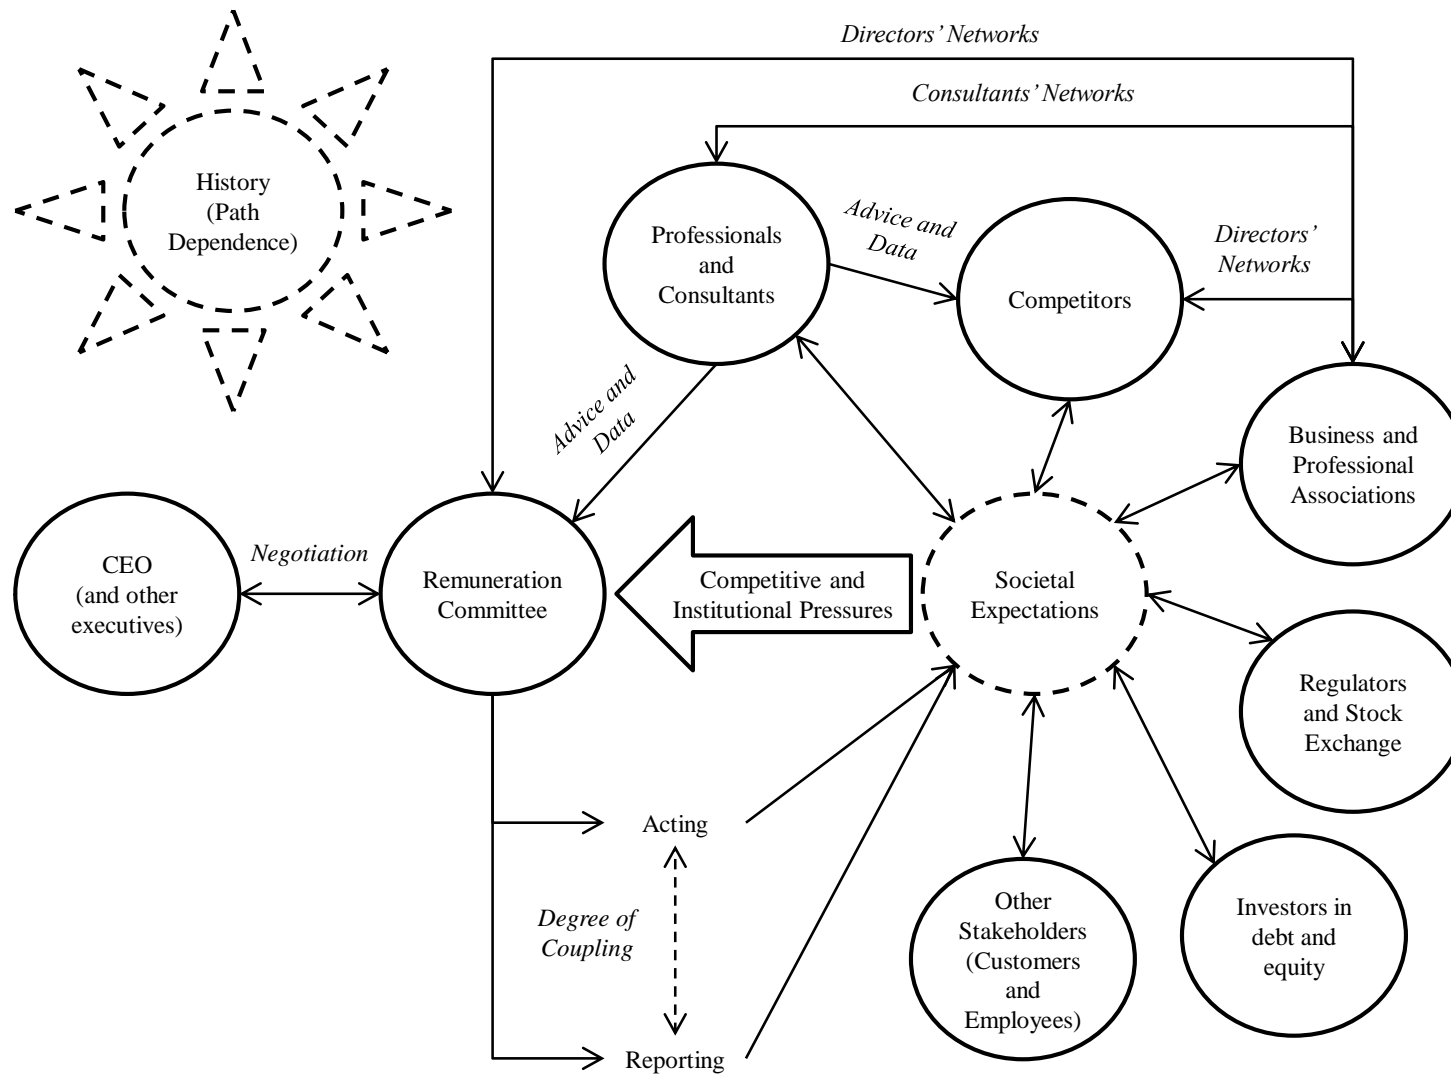 Directors’ Networks
Consultants’ Networks
History
(Path
Dependence)
Professionals
and
Consultants
Advice and
Data
Competitors
Directors’
Networks
Advice and
Data
Business and
Professional
Associations
CEO
(and other
executives)
Negotiation
Remuneration
Committee
Competitive and
Institutional Pressures
Societal
Expectations
Regulators
and Stock
Exchange
Acting
Degree of
Coupling
Reporting
Other
Stakeholders
(Customers
and
Employees)
Investors in
debt and
equity